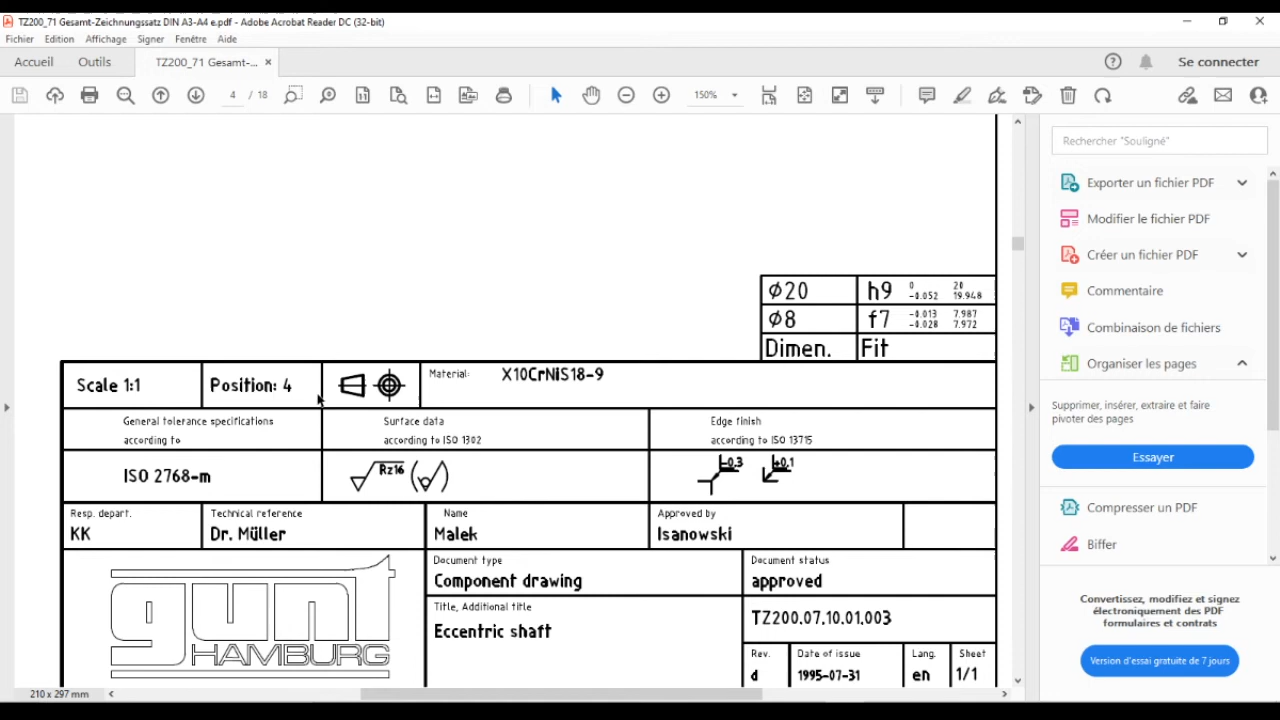 TZ200_71 Gesamt-Zeichnungssatz DIN A3-A4 e.pdf - Adobe Acrobat Reader DC (32-bit)
Fichier Edition Affichage Signer Fenêtre Aide
Accueil Outils TZ200_71 Gesamt-... × Se connecter
4 / 18 150%
Rechercher "Souligné"
Exporter un fichier PDF
Modifier le fichier PDF
Créer un fichier PDF
Commentaire
Combinaison de fichiers
Organiser les pages
Supprimer, insérer, extraire et faire
pivoter des pages
Essayer
Compresser un PDF
Biffer
Convertissez, modifiez et signez
électroniquement des PDF
formulaires et contrats
Version d'essai gratuite de 7 jours
Ø20 h9 0 20
-0.052 19.948
Ø8 f7 -0.013 7.987
-0.028 7.972
Dimen. Fit
Scale 1:1 Position: 4 Material: X10CrNiS18-9
General tolerance specifications Surface data Edge finish
according to according to ISO 1302 according to ISO 13715
ISO 2768-m Rz16 -0.3 +0.1
Resp. depart. Technical reference Name Approved by
KK Dr. Müller Malek Isanowski
Document type Document status
Component drawing approved
Title, Additional title
Eccentric shaft
TZ200.07.10.01.003
Rev. Date of issue Lang. Sheet
d 1995-07-31 en 1/1
gunt
HAMBURG
210 x 297 mm